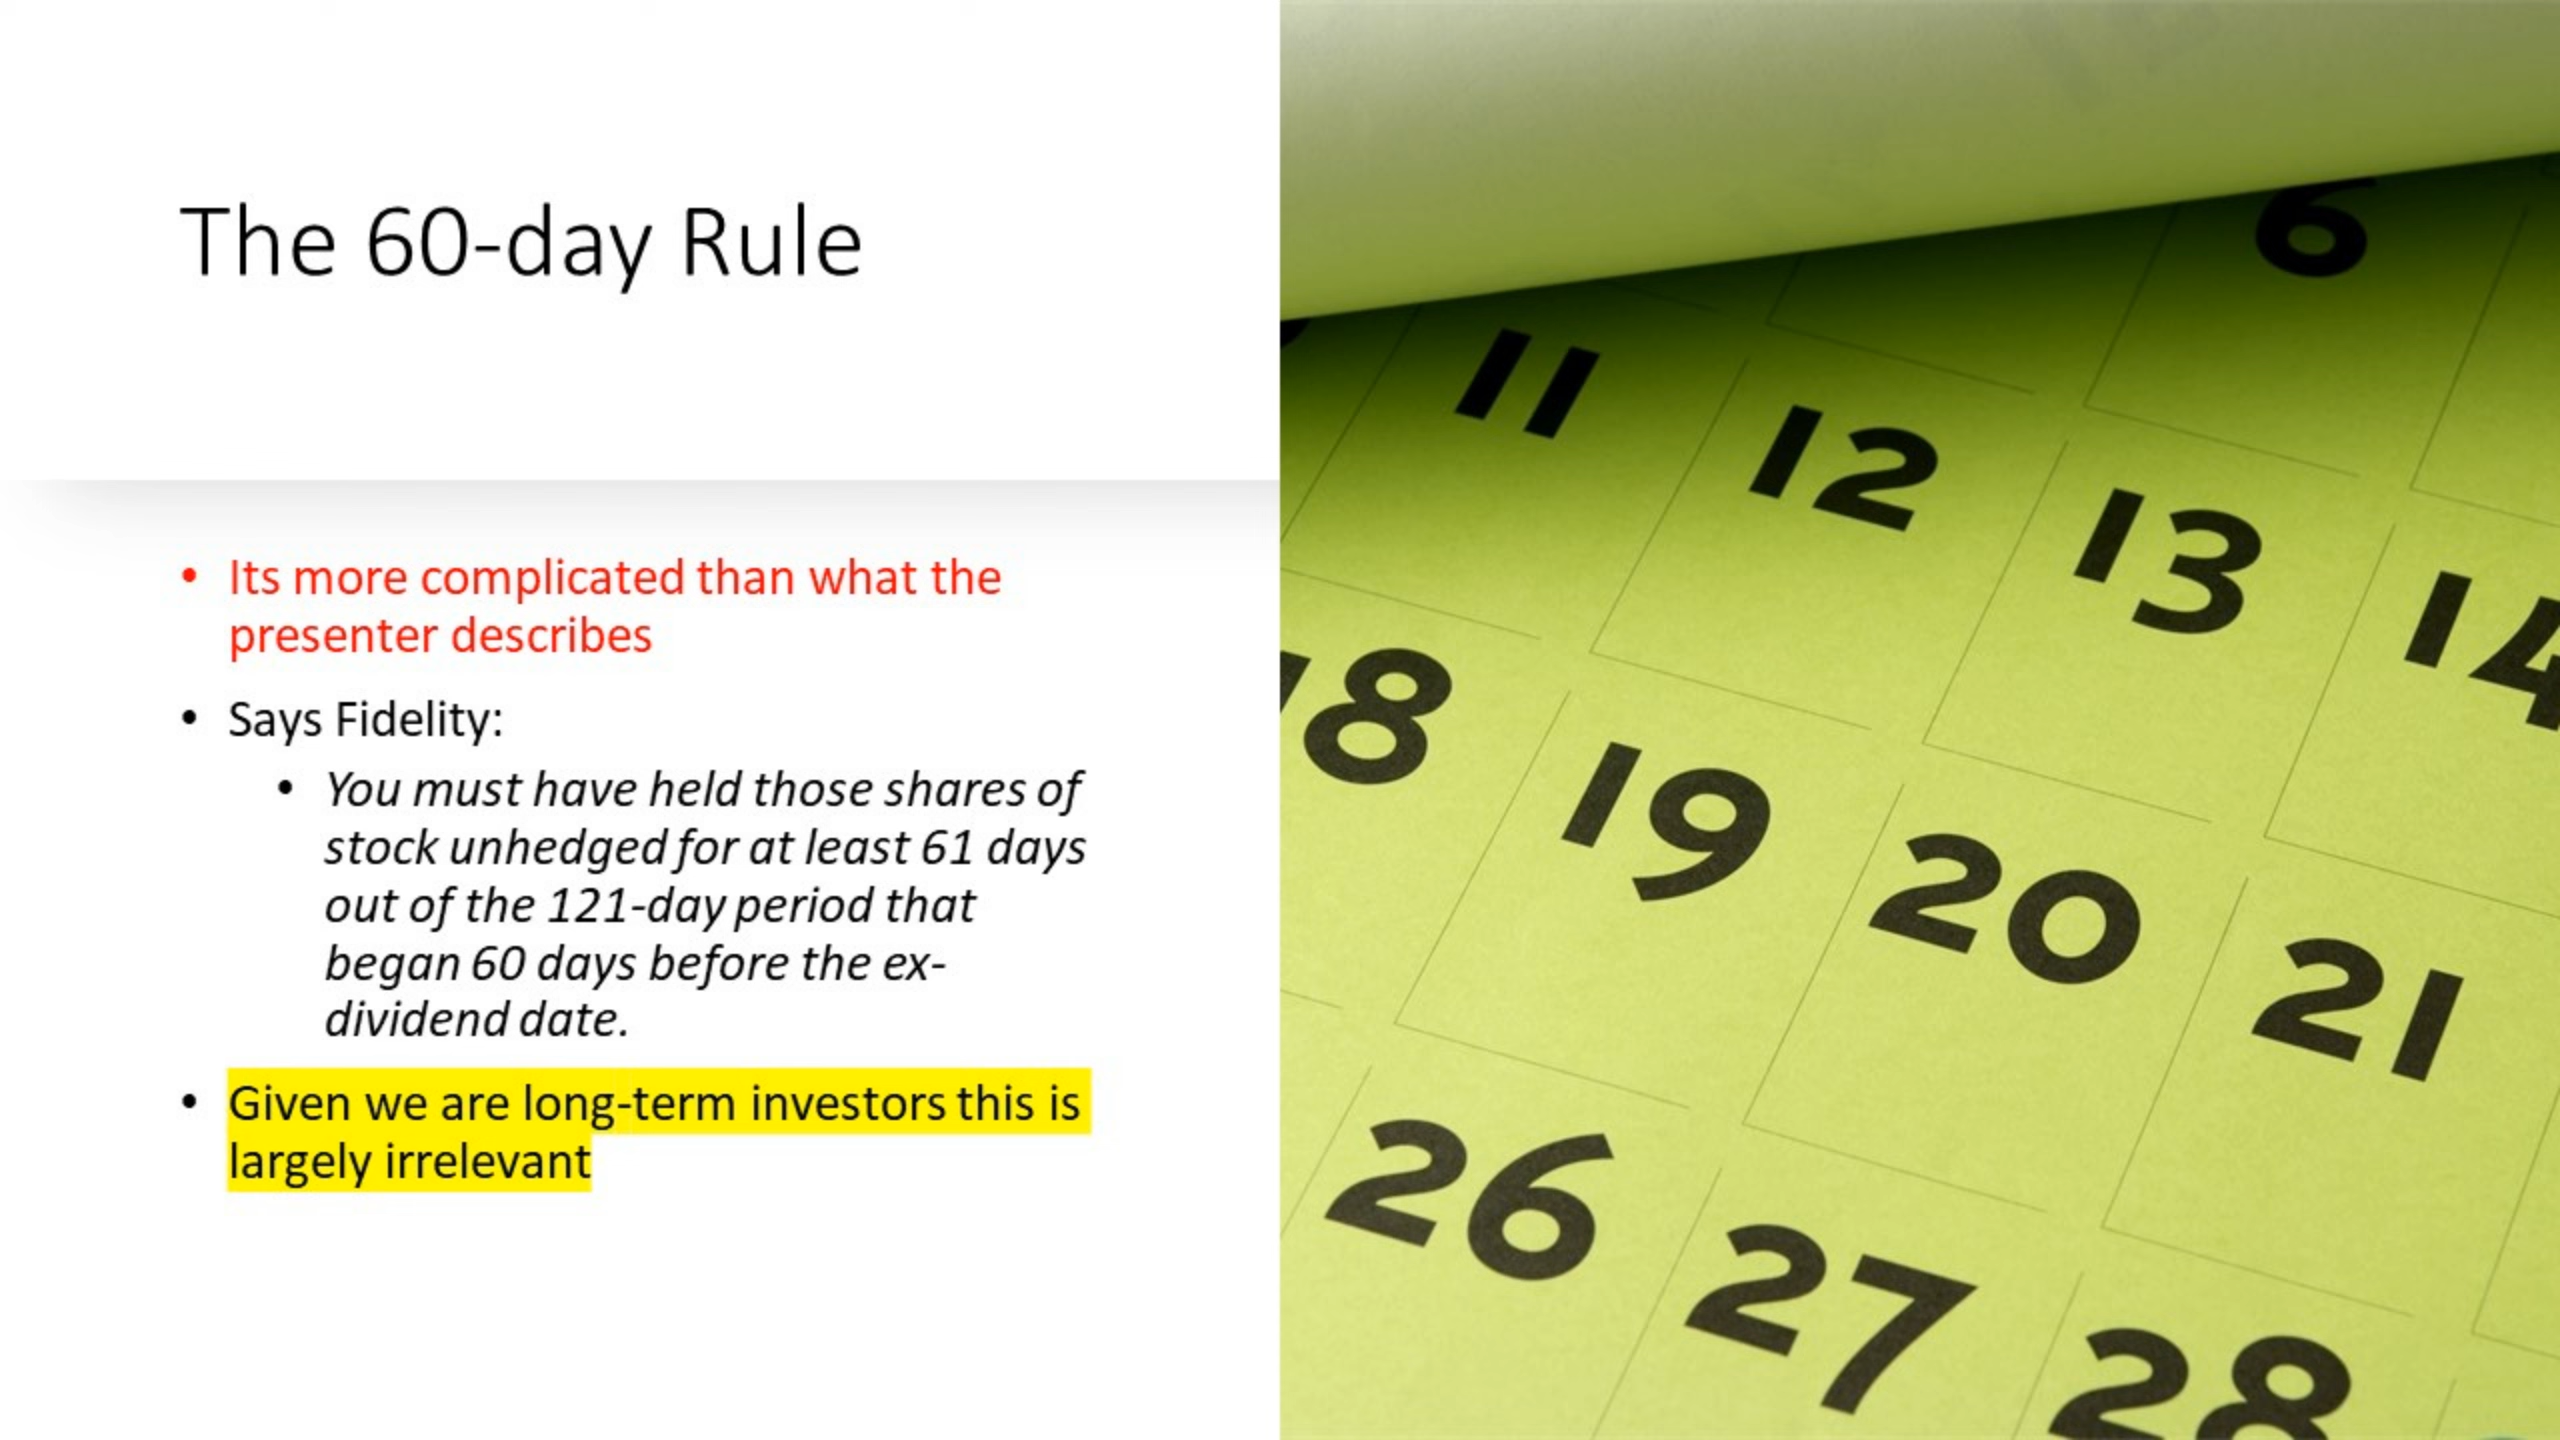 The 60-day Rule
• Its more complicated than what the
presenter describes
• Says Fidelity:
• You must have held those shares of
stock unhedged for at least 61 days
out of the 121-day period that
began 60 days before the ex-
dividend date.
• Given we are long-term investors this is
largely irrelevant
6
11 12 13 14
18 19 20 21
26 27 28